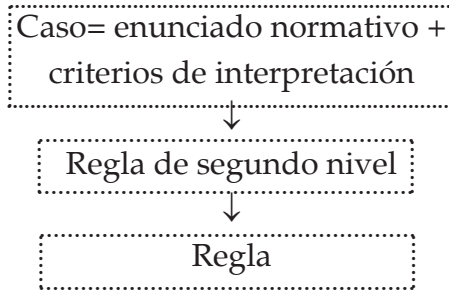 Caso= enunciado normativo +
criterios de interpretación
↓
Regla de segundo nivel
↓
Regla